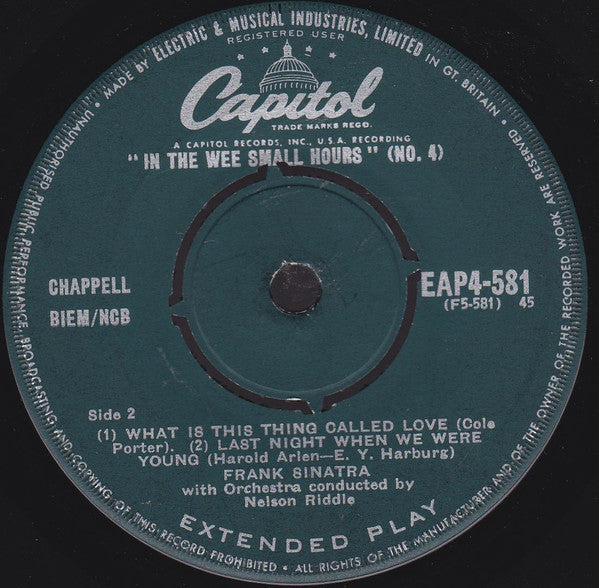 MADE BY ELECTRIC & MUSICAL INDUSTRIES, LIMITED IN GT. BRITAIN •
REGISTERED USER
Capitol
TRADE MARKS REGD.
A CAPITOL RECORDS, INC., U.S.A. RECORDING
"IN THE WEE SMALL HOURS" (NO. 4)
CHAPPELL
BIEM/NCB
EAP4-581
(F5-581) 45
Side 2
(1) WHAT IS THIS THING CALLED LOVE (Cole
Porter). (2) LAST NIGHT WHEN WE WERE
YOUNG (Harold Arlen—E. Y. Harburg)
FRANK SINATRA
with Orchestra conducted by
Nelson Riddle
EXTENDED PLAY
ALL RIGHTS OF THE MANUFACTURER AND OF THE OWNER OF THE RECORDED WORK ARE RESERVED •
UNAUTHORISED PUBLIC PERFORMANCE, BROADCASTING AND COPYING OF THIS RECORD PROHIBITED •